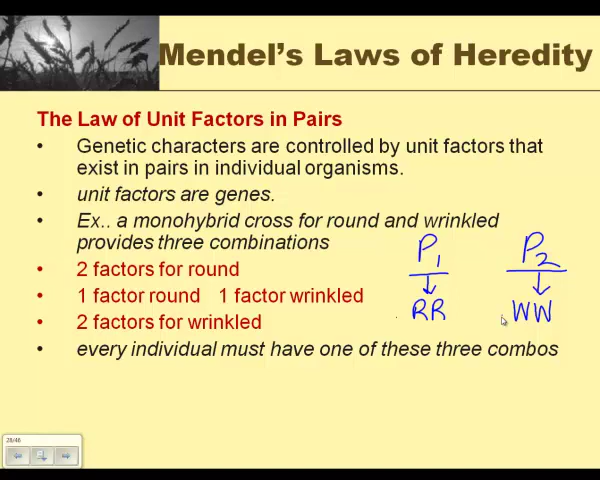 Mendel's Laws of Heredity
The Law of Unit Factors in Pairs
• Genetic characters are controlled by unit factors that
exist in pairs in individual organisms.
• unit factors are genes.
• Ex.. a monohybrid cross for round and wrinkled
provides three combinations
• 2 factors for round
• 1 factor round 1 factor wrinkled
• 2 factors for wrinkled
• every individual must have one of these three combos
P1 P2
RR WW
28/46